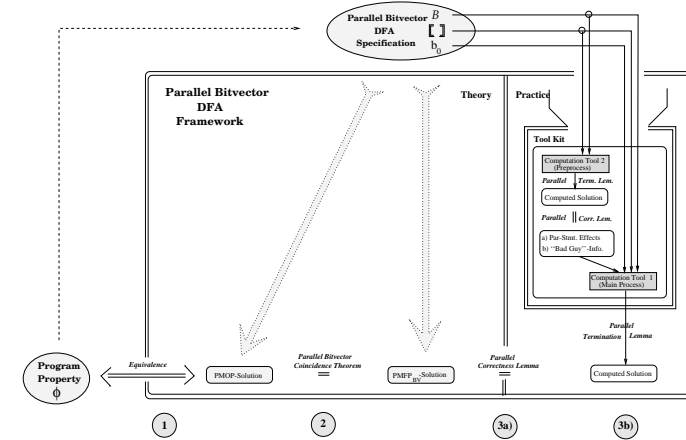 Parallel Bitvector B
DFA [ ]
Specification b0
Parallel Bitvector
DFA
Framework
Theory
Practice
Tool Kit
Computation Tool 2
(Preprocess)
Parallel Term. Lem.
Computed Solution
Parallel Corr. Lem.
a) Par-Stmt. Effects
b) "Bad Guy"-Info.
Computation Tool 1
(Main Process)
Parallel
Termination Lemma
Program
Property
ϕ
Equivalence
PMOP-Solution
Parallel Bitvector
Coincidence Theorem
=
PMFP BV -Solution
Parallel
Correctness Lemma
=
Computed Solution
1
2
3a)
3b)